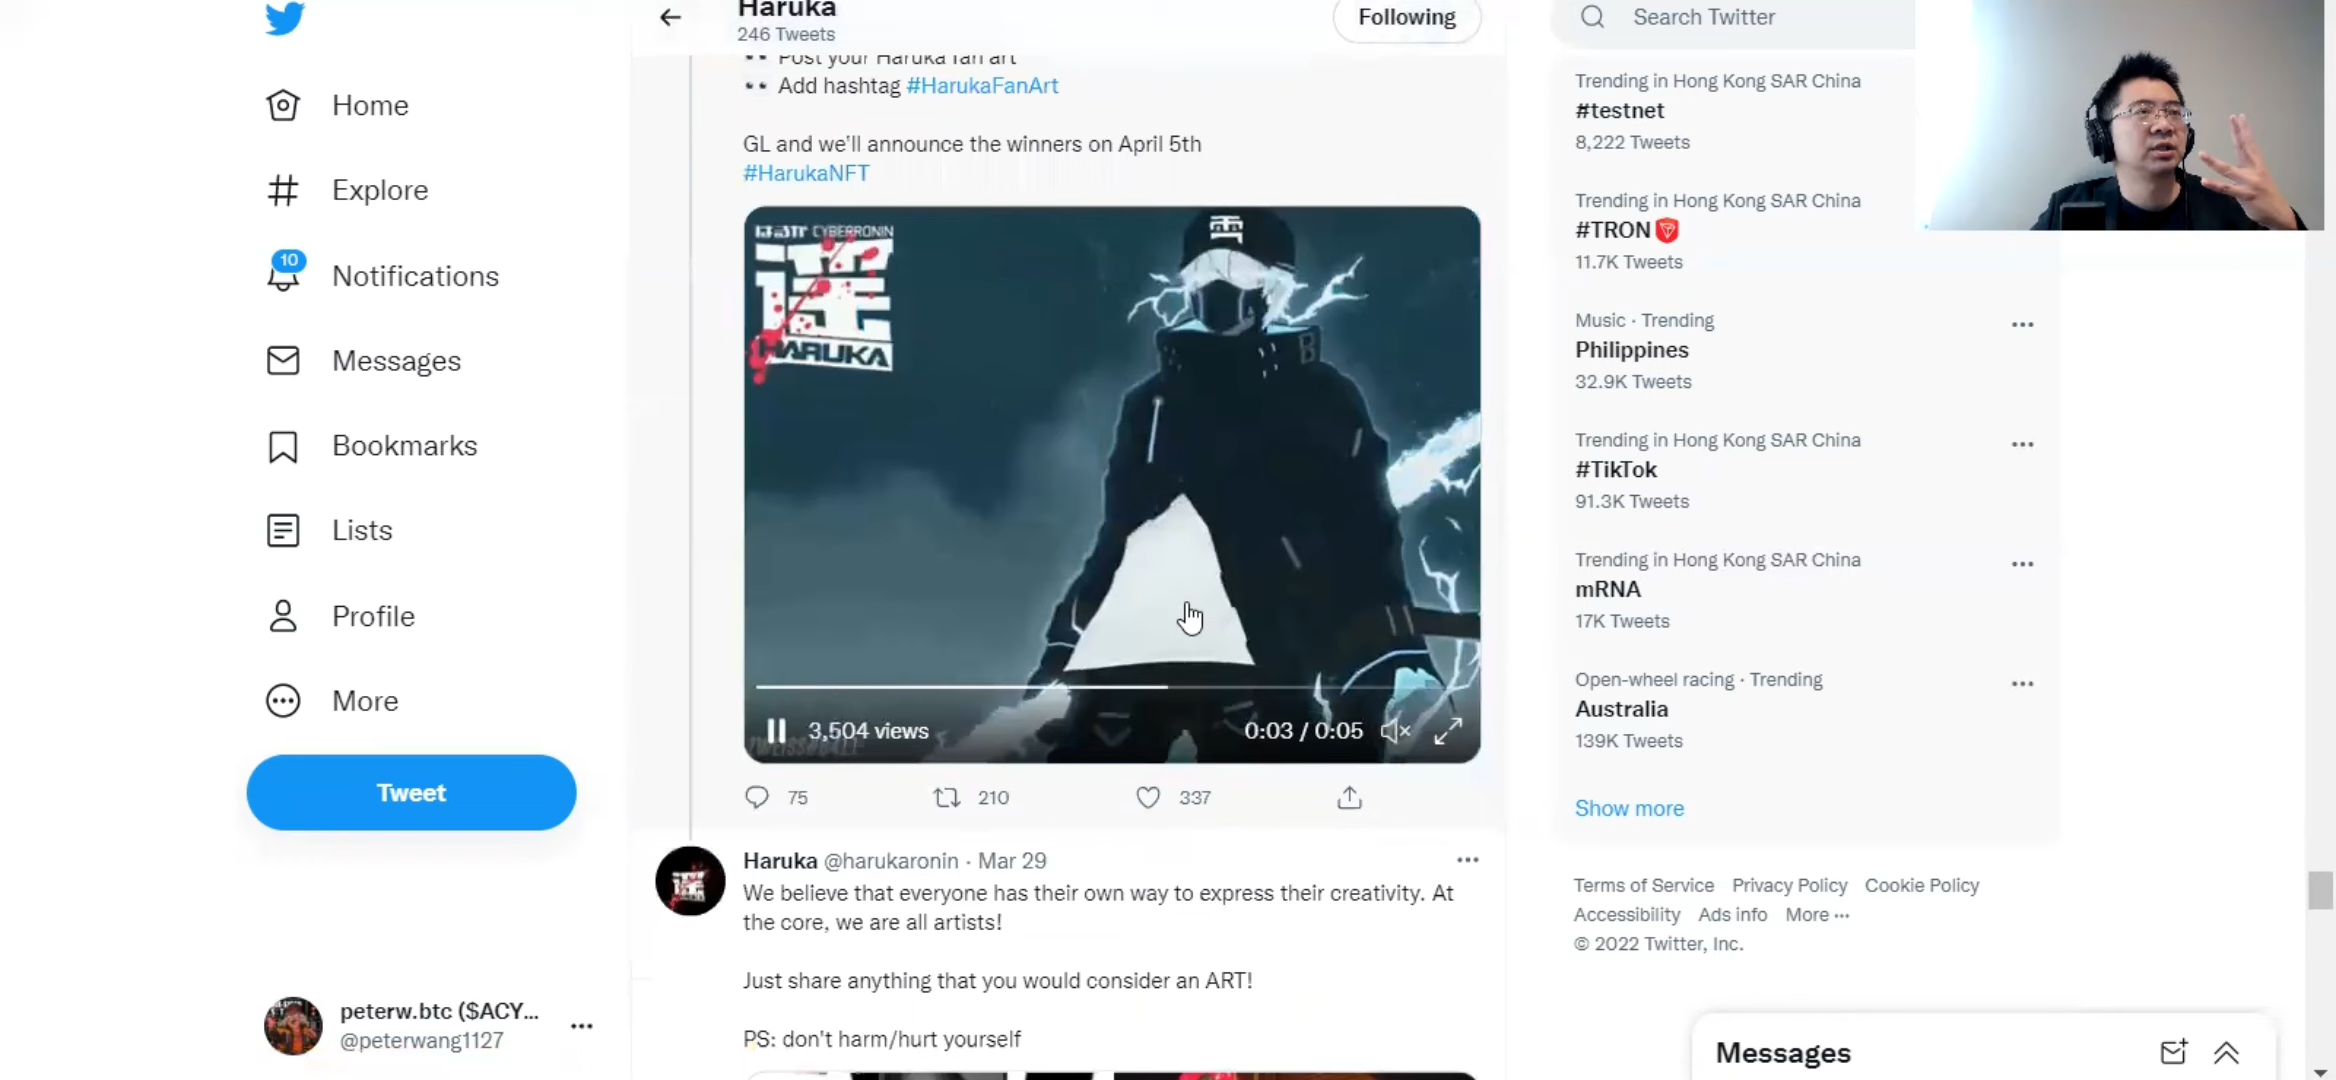 Home
Explore
10
Notifications
Messages
Bookmarks
Lists
Profile
More
Tweet
peterw.btc ($ACY...
@peterwang1127
Haruka
246 Tweets
Following
Post your Haruka fan art
Add hashtag #HarukaFanArt
GL and we'll announce the winners on April 5th
#HarukaNFT
CYBERRONIN
HARUKA
雷
3,504 views
0:03 / 0:05
75
210
337
Haruka @harukaronin · Mar 29
We believe that everyone has their own way to express their creativity. At
the core, we are all artists!
Just share anything that you would consider an ART!
PS: don't harm/hurt yourself
Search Twitter
Trending in Hong Kong SAR China
#testnet
8,222 Tweets
Trending in Hong Kong SAR China
#TRON
11.7K Tweets
Music · Trending
Philippines
32.9K Tweets
Trending in Hong Kong SAR China
#TikTok
91.3K Tweets
Trending in Hong Kong SAR China
mRNA
17K Tweets
Open-wheel racing · Trending
Australia
139K Tweets
Show more
Terms of Service Privacy Policy Cookie Policy
Accessibility Ads info More ···
© 2022 Twitter, Inc.
Messages